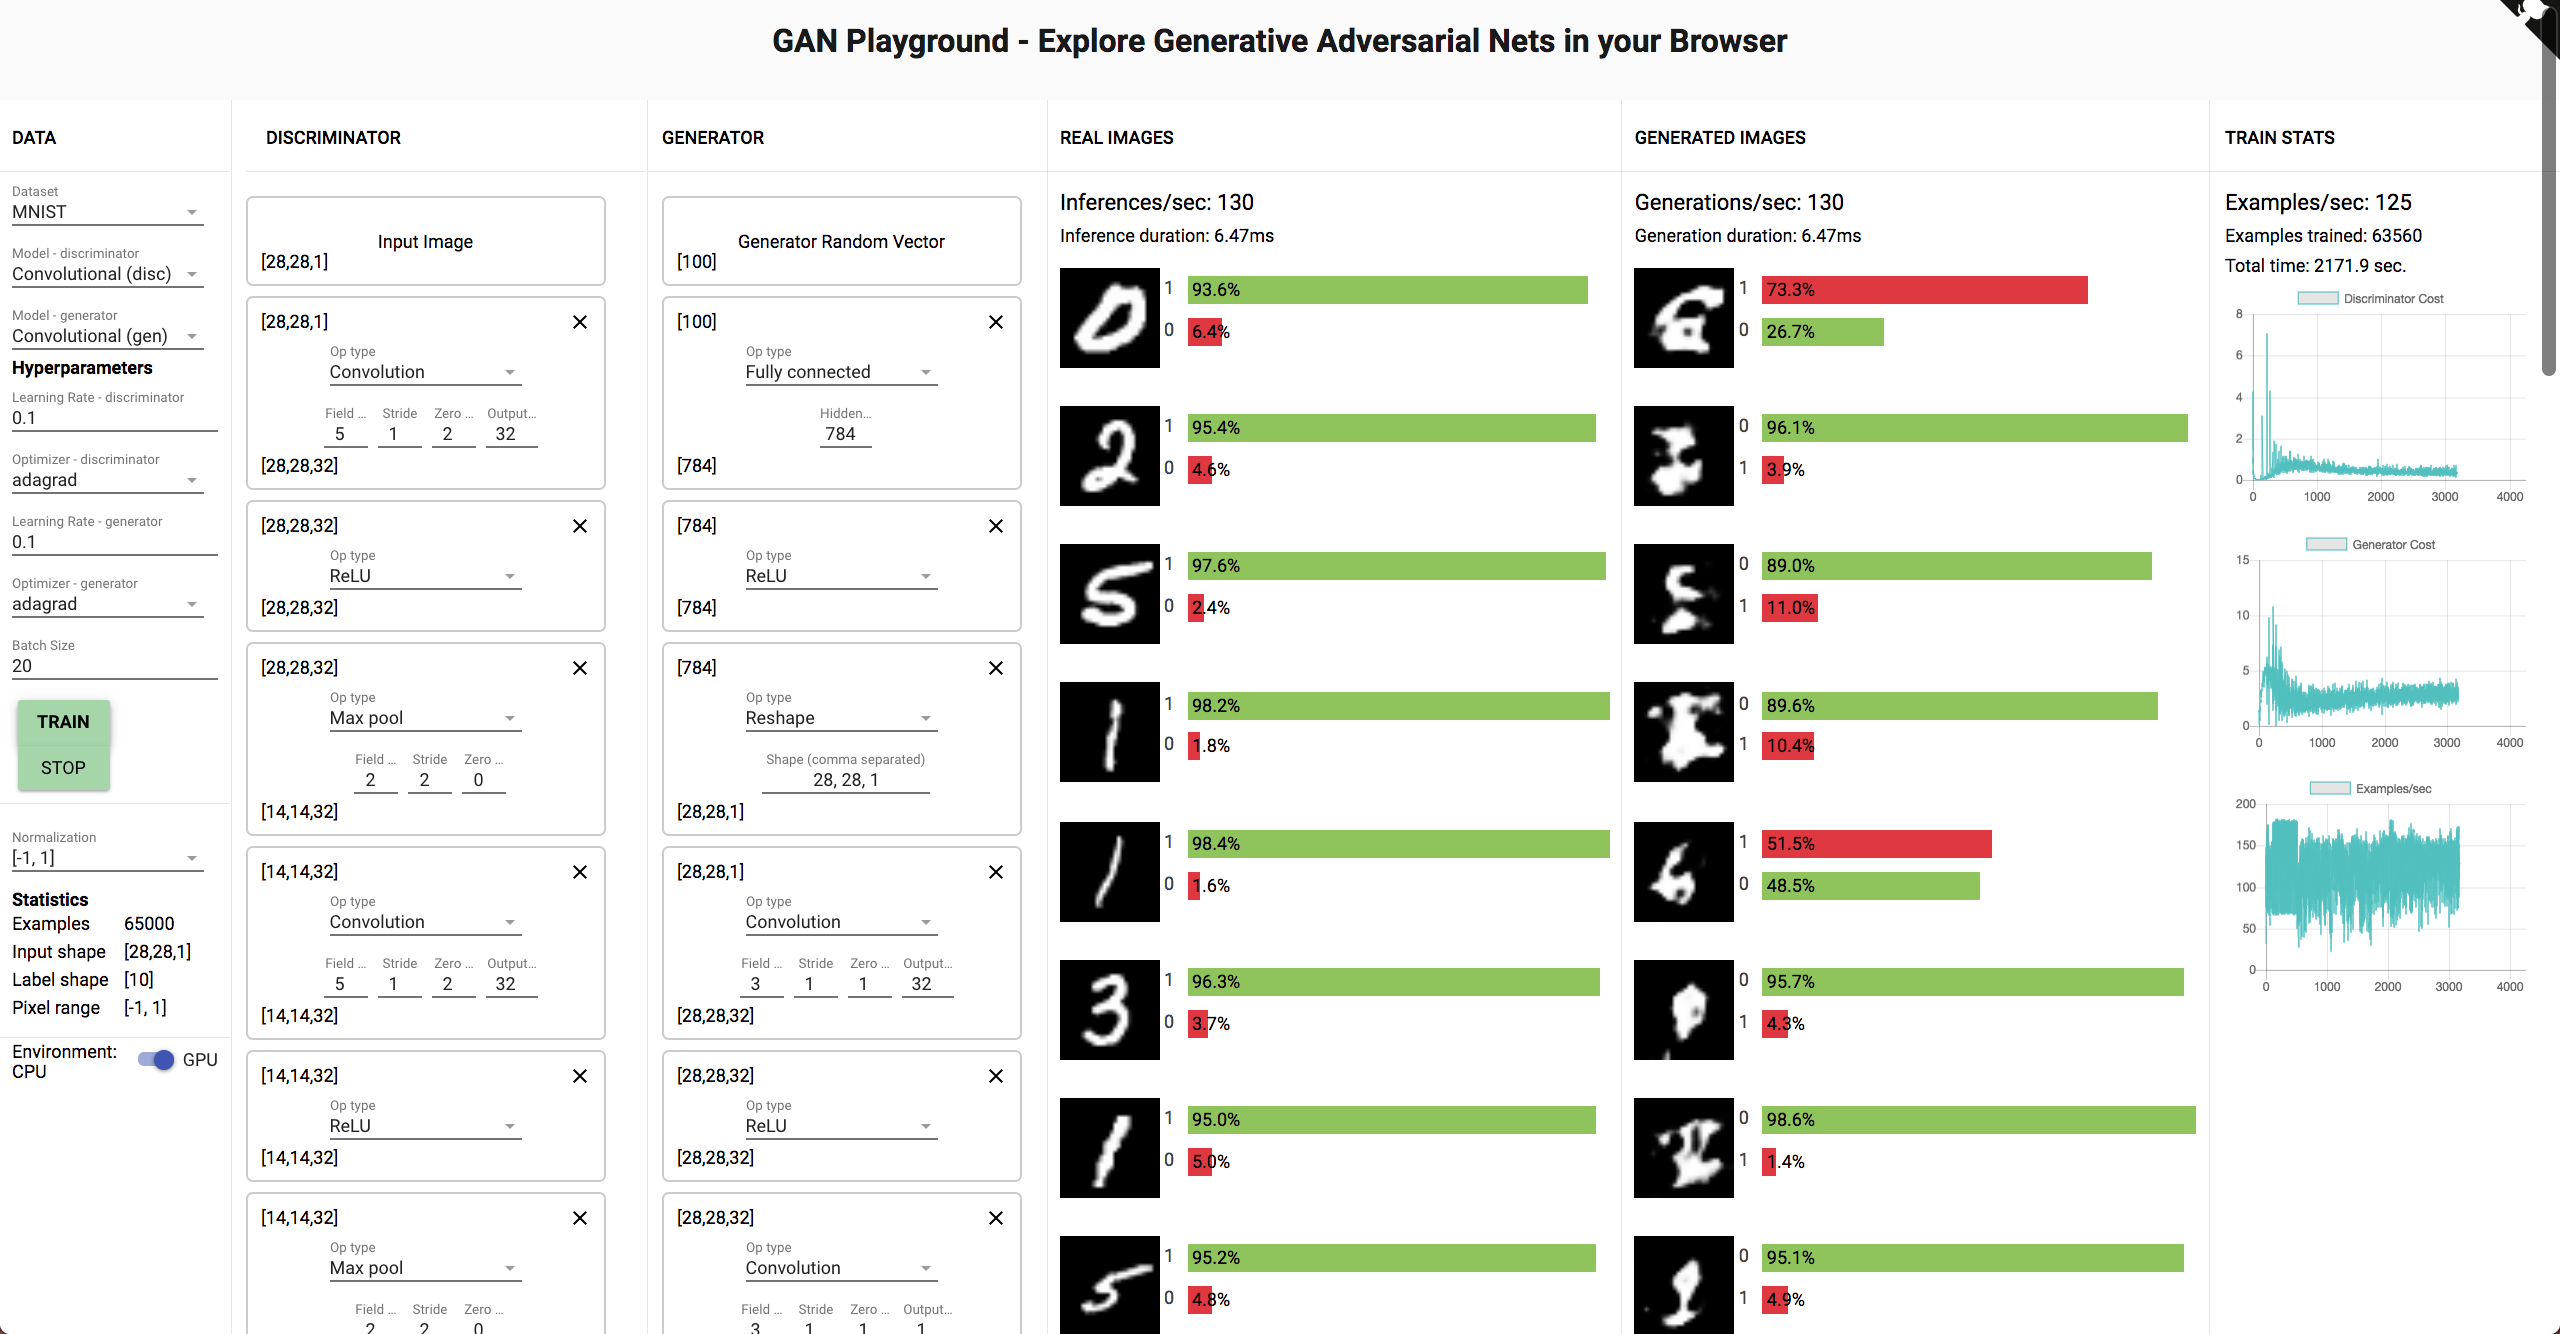 GAN Playground - Explore Generative Adversarial Nets in your Browser
DATA
Dataset
MNIST
Model - discriminator
Convolutional (disc)
Model - generator
Convolutional (gen)
Hyperparameters
Learning Rate - discriminator
0.1
Optimizer - discriminator
adagrad
Learning Rate - generator
0.1
Optimizer - generator
adagrad
Batch Size
20
TRAIN
STOP
Normalization
[-1, 1]
Statistics
Examples 65000
Input shape [28,28,1]
Label shape [10]
Pixel range [-1, 1]
Environment:
CPU GPU
DISCRIMINATOR
Input Image
[28,28,1]
[28,28,1]
Op type
Convolution
Field ... Stride Zero ... Output...
5 1 2 32
[28,28,32]
[28,28,32]
Op type
ReLU
[28,28,32]
[28,28,32]
Op type
Max pool
Field ... Stride Zero ...
2 2 0
[14,14,32]
[14,14,32]
Op type
Convolution
Field ... Stride Zero ... Output...
5 1 2 32
[14,14,32]
[14,14,32]
Op type
ReLU
[14,14,32]
[14,14,32]
Op type
Max pool
Field ... Stride Zero ...
2 2 0
GENERATOR
Generator Random Vector
[100]
[100]
Op type
Fully connected
Hidden...
784
[784]
[784]
Op type
ReLU
[784]
[784]
Op type
Reshape
Shape (comma separated)
28, 28, 1
[28,28,1]
[28,28,1]
Op type
Convolution
Field ... Stride Zero ... Output...
3 1 1 32
[28,28,32]
[28,28,32]
Op type
ReLU
[28,28,32]
[28,28,32]
Op type
Convolution
Field ... Stride Zero ... Output...
3 1 1 1
REAL IMAGES
Inferences/sec: 130
Inference duration: 6.47ms
0
1 93.6%
0 6.4%
2
1 95.4%
0 4.6%
5
1 97.6%
0 2.4%
1
1 98.2%
0 1.8%
1
1 98.4%
0 1.6%
3
1 96.3%
0 3.7%
1
1 95.0%
0 5.0%
5
1 95.2%
0 4.8%
GENERATED IMAGES
Generations/sec: 130
Generation duration: 6.47ms
1 73.3%
0 26.7%
0 96.1%
1 3.9%
0 89.0%
1 11.0%
0 89.6%
1 10.4%
1 51.5%
0 48.5%
0 95.7%
1 4.3%
0 98.6%
1 1.4%
0 95.1%
1 4.9%
TRAIN STATS
Examples/sec: 125
Examples trained: 63560
Total time: 2171.9 sec.
Discriminator Cost
8
6
4
2
0
0 1000 2000 3000 4000
Generator Cost
15
10
5
0
0 1000 2000 3000 4000
Examples/sec
200
150
100
50
0
0 1000 2000 3000 4000